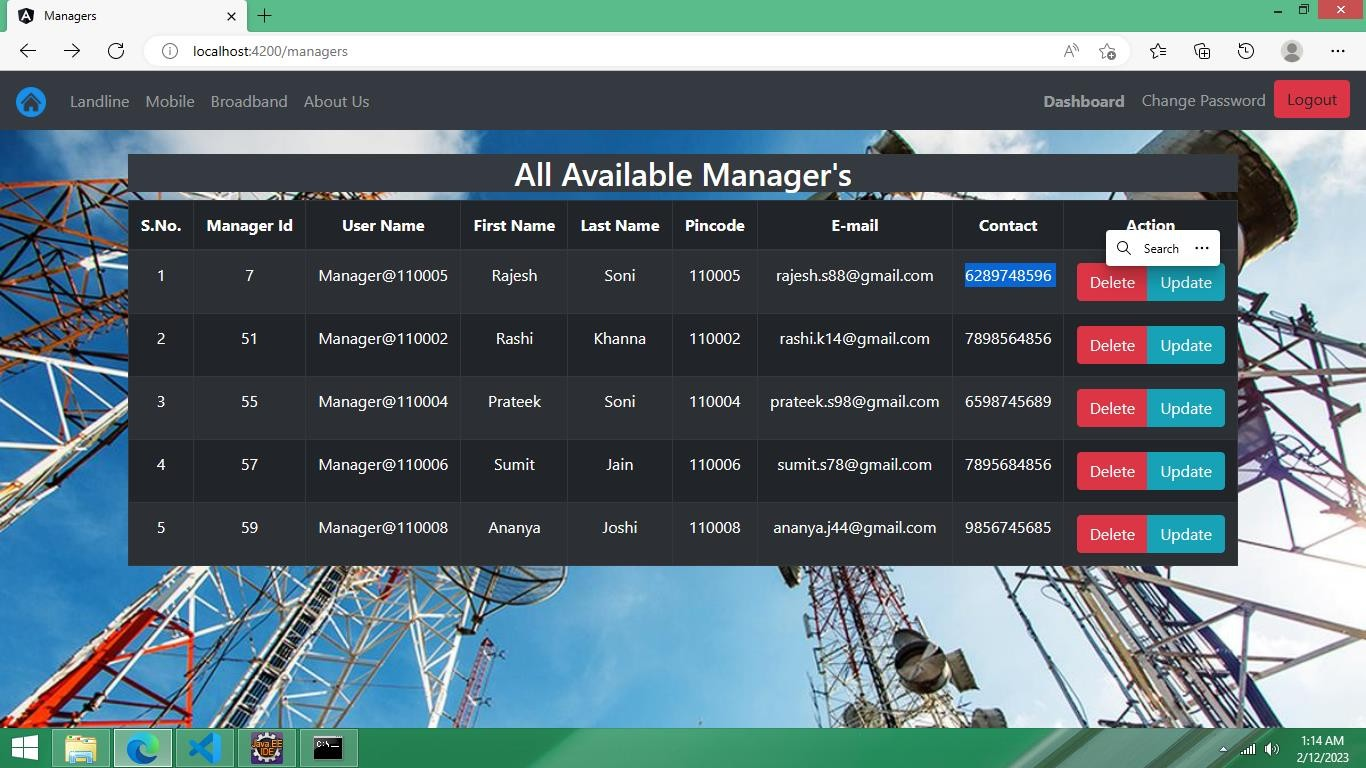 Managers
localhost:4200/managers
Landline Mobile Broadband About Us Dashboard Change Password Logout
All Available Manager's
S.No. Manager Id User Name First Name Last Name Pincode E-mail Contact Action
Search
1 7 Manager@110005 Rajesh Soni 110005 rajesh.s88@gmail.com 6289748596 Delete Update
2 51 Manager@110002 Rashi Khanna 110002 rashi.k14@gmail.com 7898564856 Delete Update
3 55 Manager@110004 Prateek Soni 110004 prateek.s98@gmail.com 6598745689 Delete Update
4 57 Manager@110006 Sumit Jain 110006 sumit.s78@gmail.com 7895684856 Delete Update
5 59 Manager@110008 Ananya Joshi 110008 ananya.j44@gmail.com 9856745685 Delete Update
Java EE
IDE
C:\
1:14 AM
2/12/2023